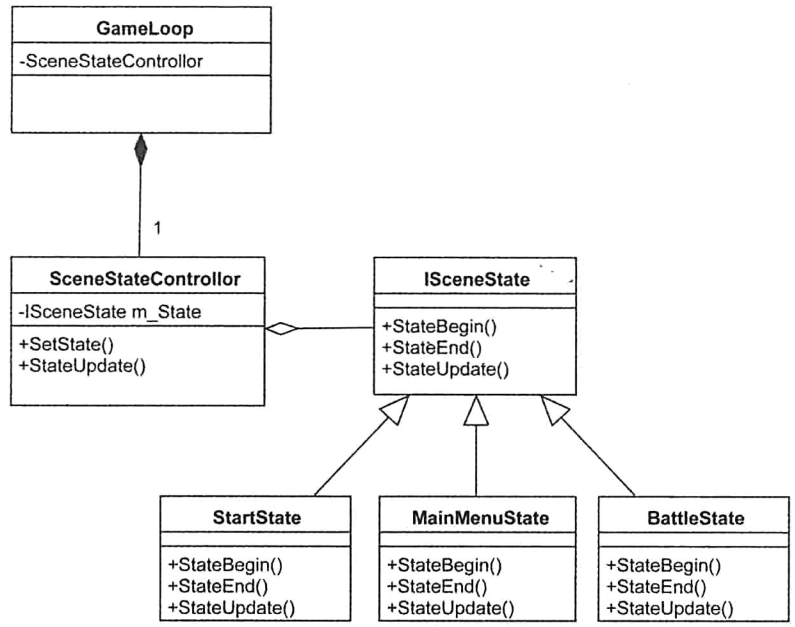 GameLoop
-SceneStateControllor
1
SceneStateControllor
-ISceneState m_State
+SetState()
+StateUpdate()
ISceneState
+StateBegin()
+StateEnd()
+StateUpdate()
StartState
+StateBegin()
+StateEnd()
+StateUpdate()
MainMenuState
+StateBegin()
+StateEnd()
+StateUpdate()
BattleState
+StateBegin()
+StateEnd()
+StateUpdate()